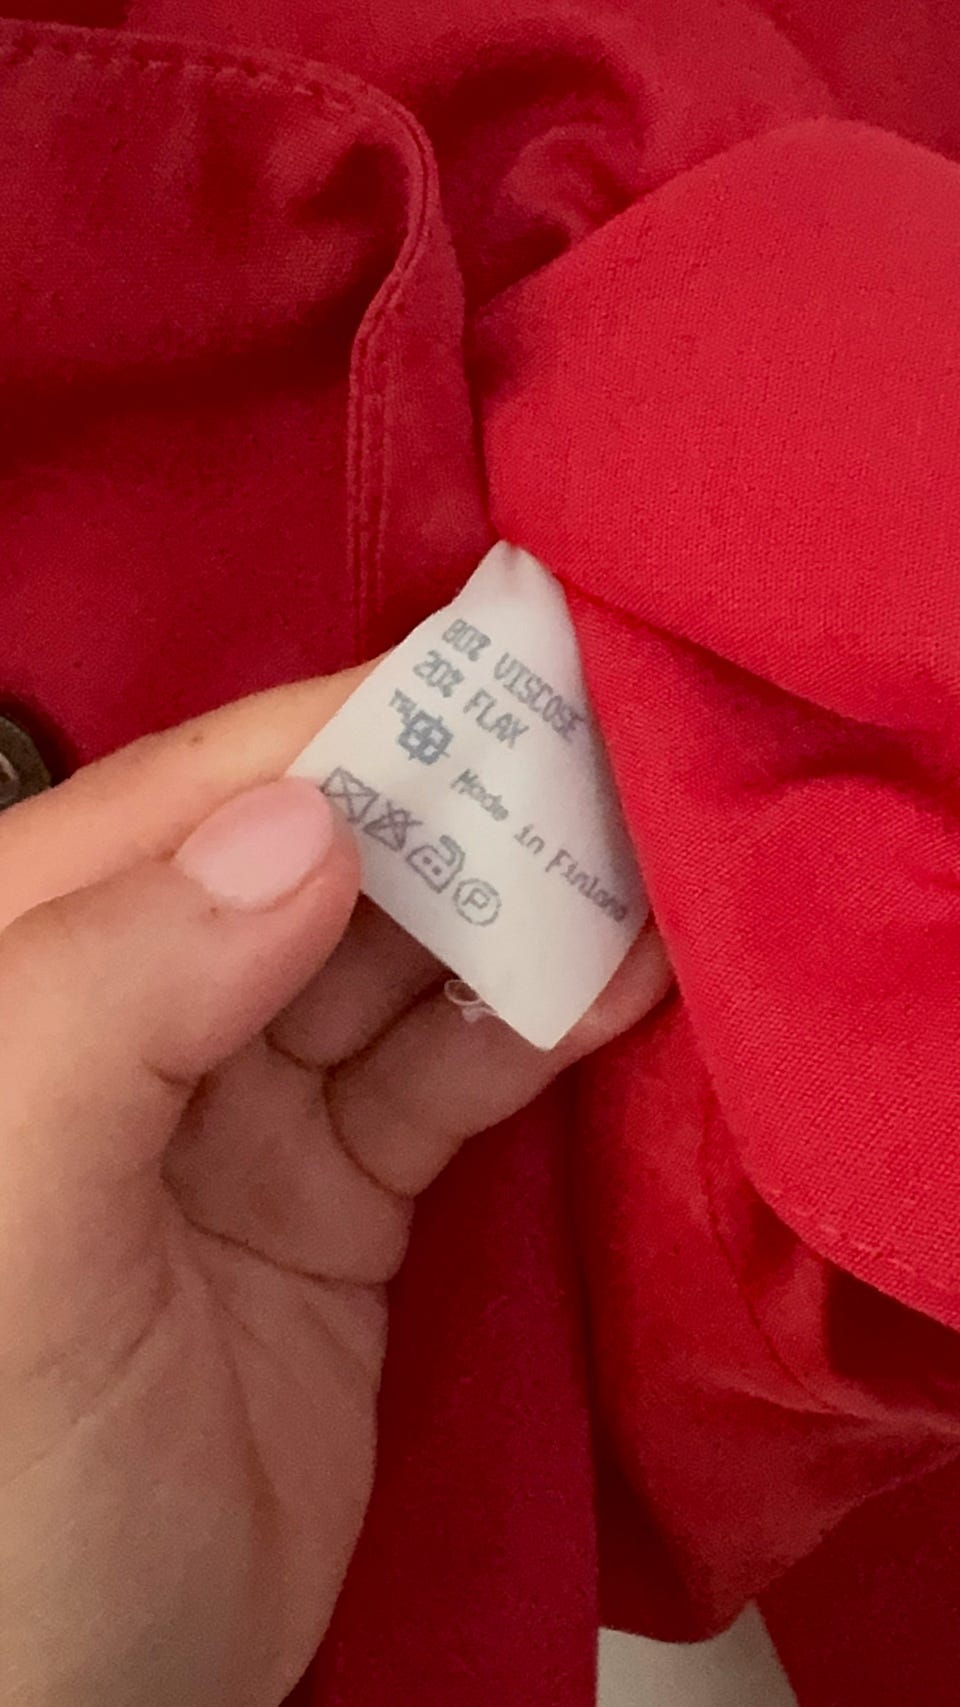 80% VISCOSE
20% FLAX
Made in Finland
P